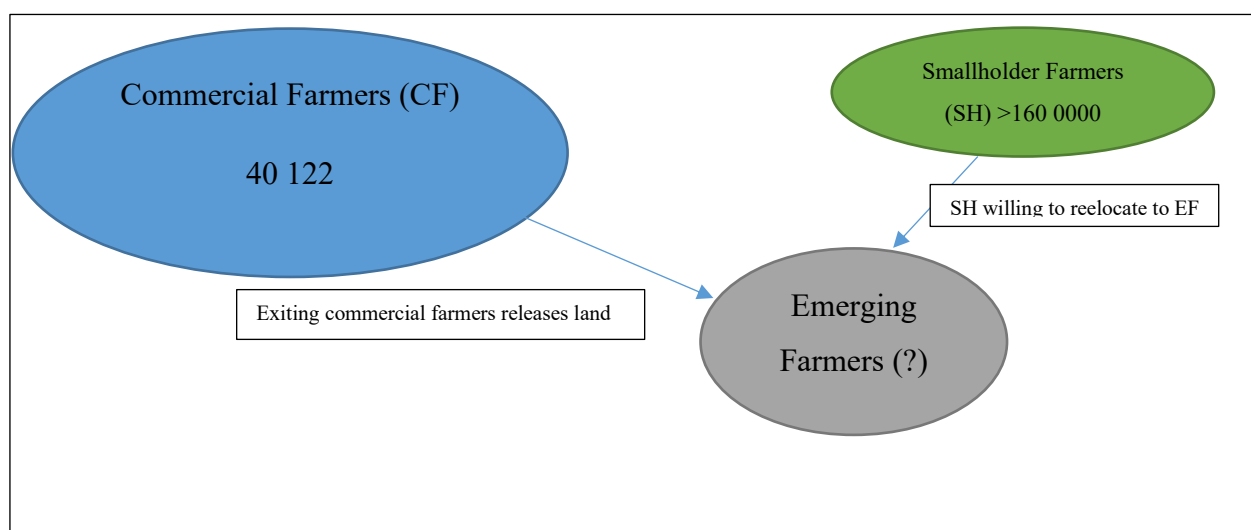 Commercial Farmers (CF)
40 122
Smallholder Farmers
(SH) >160 0000
SH willing to reelocate to EF
Exiting commercial farmers releases land
Emerging
Farmers (?)